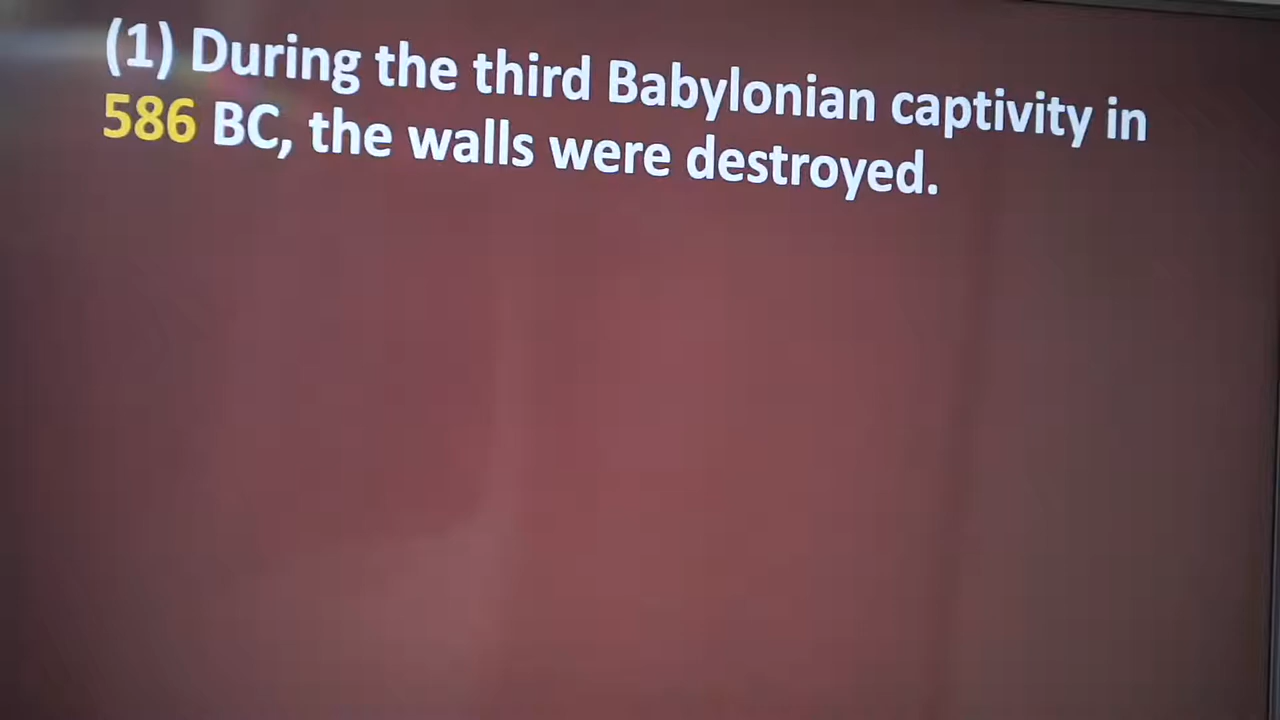 (1) During the third Babylonian captivity in
586 BC, the walls were destroyed.